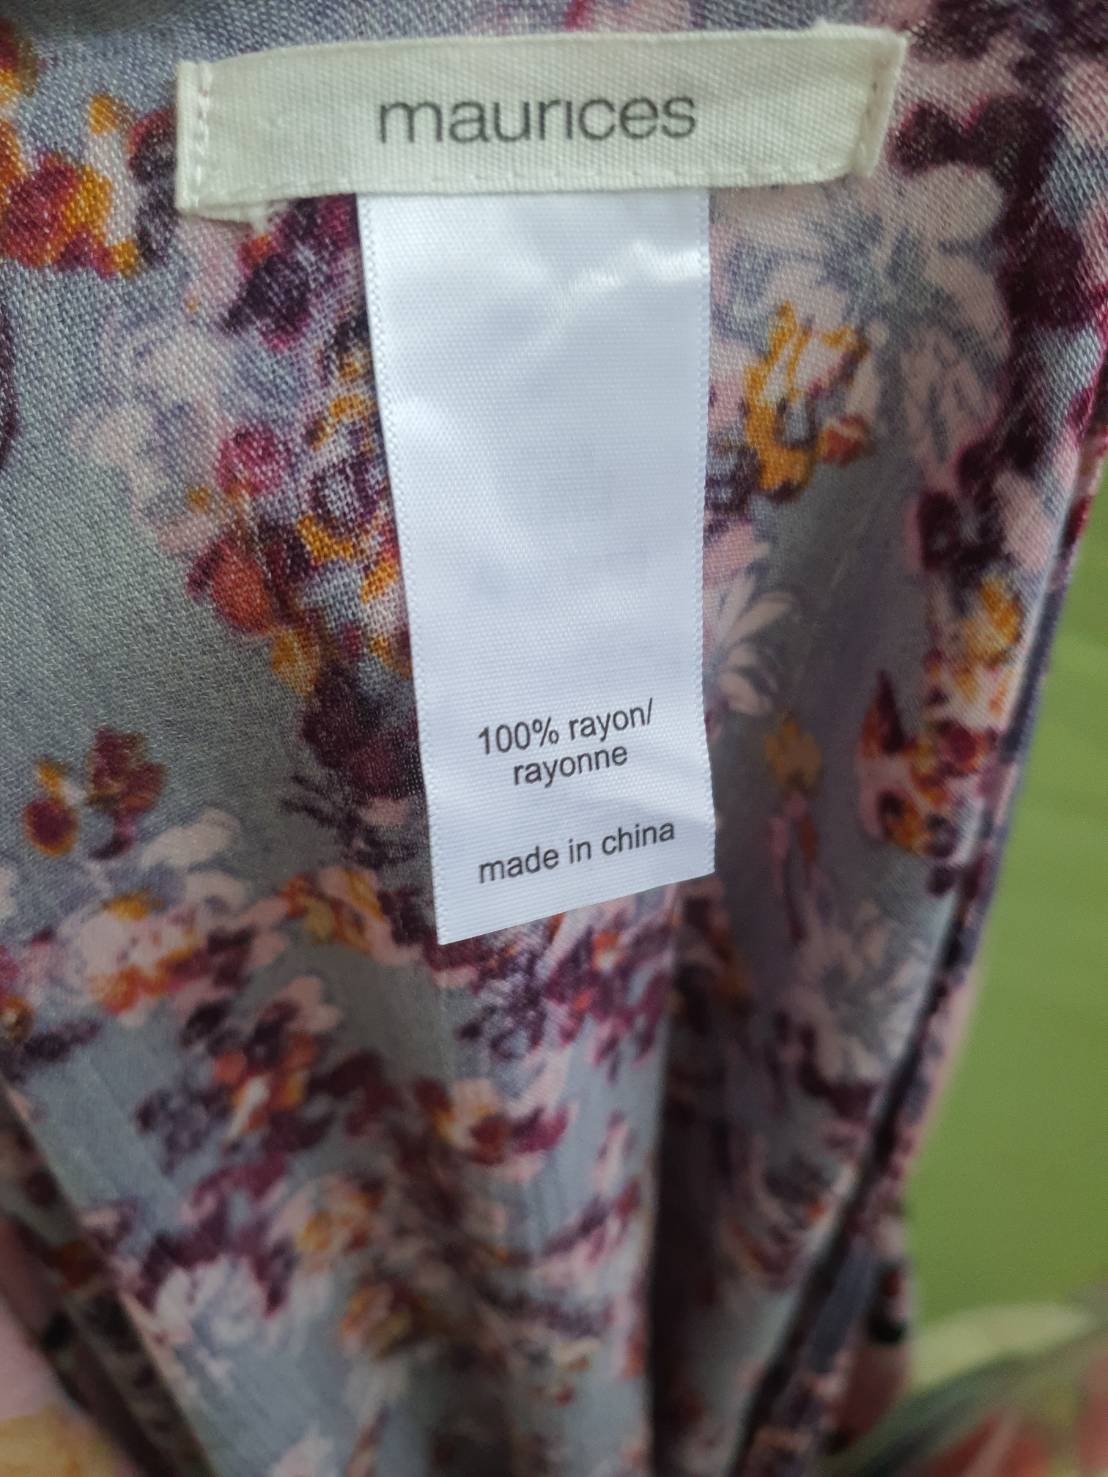 maurices
100% rayon/
rayonne
made in china